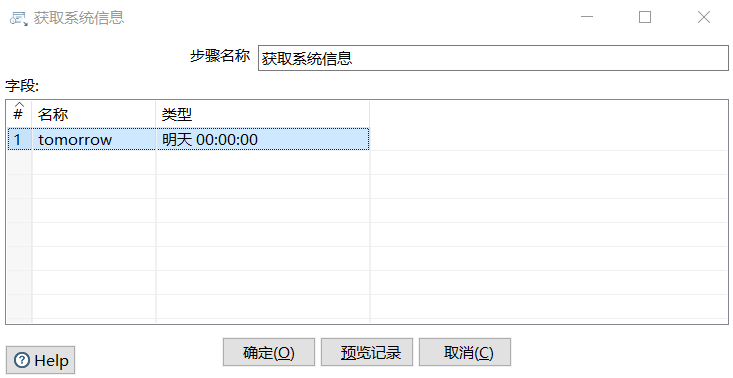 获取系统信息
步骤名称 获取系统信息
字段:
# 名称 类型
1 tomorrow 明天 00:00:00
Help 确定(O) 预览记录 取消(C)